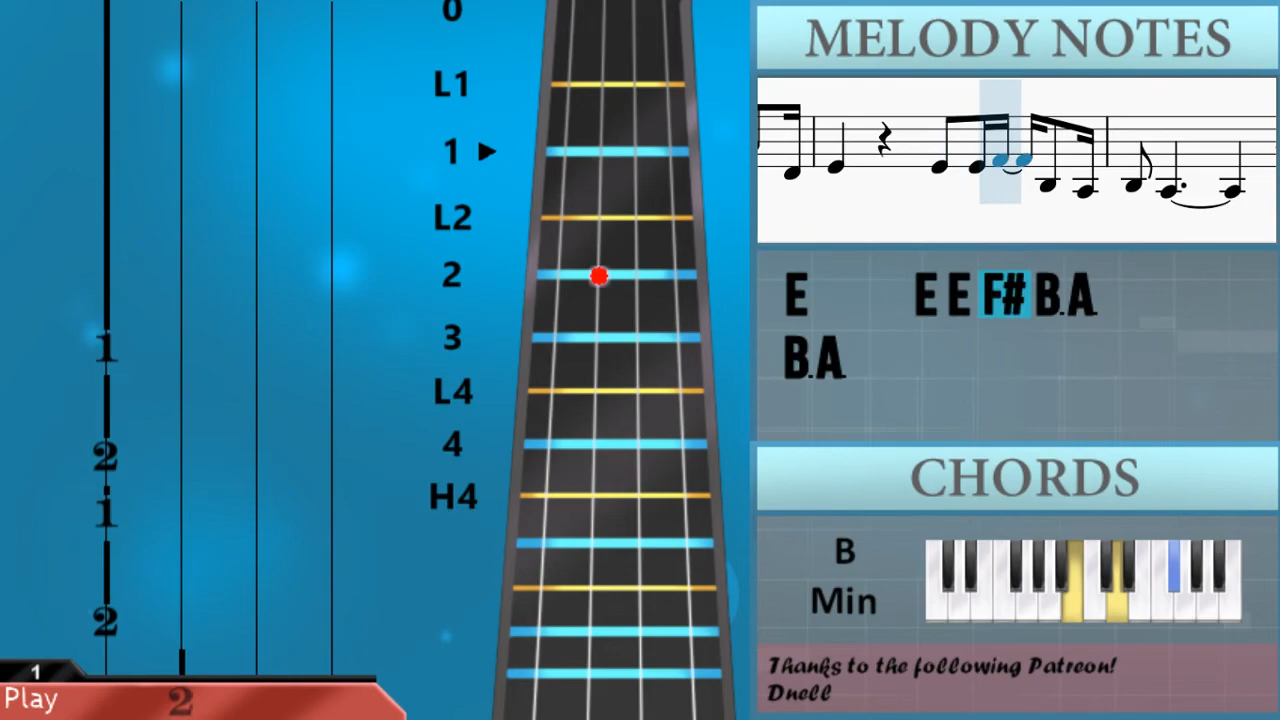 0
L1
1
L2
2
3
L4
4
H4
1
2
1
2
1
Play
2
MELODY NOTES
E E E F# B. A.
B. A.
CHORDS
B
Min
Thanks to the following Patreon!
Dnell